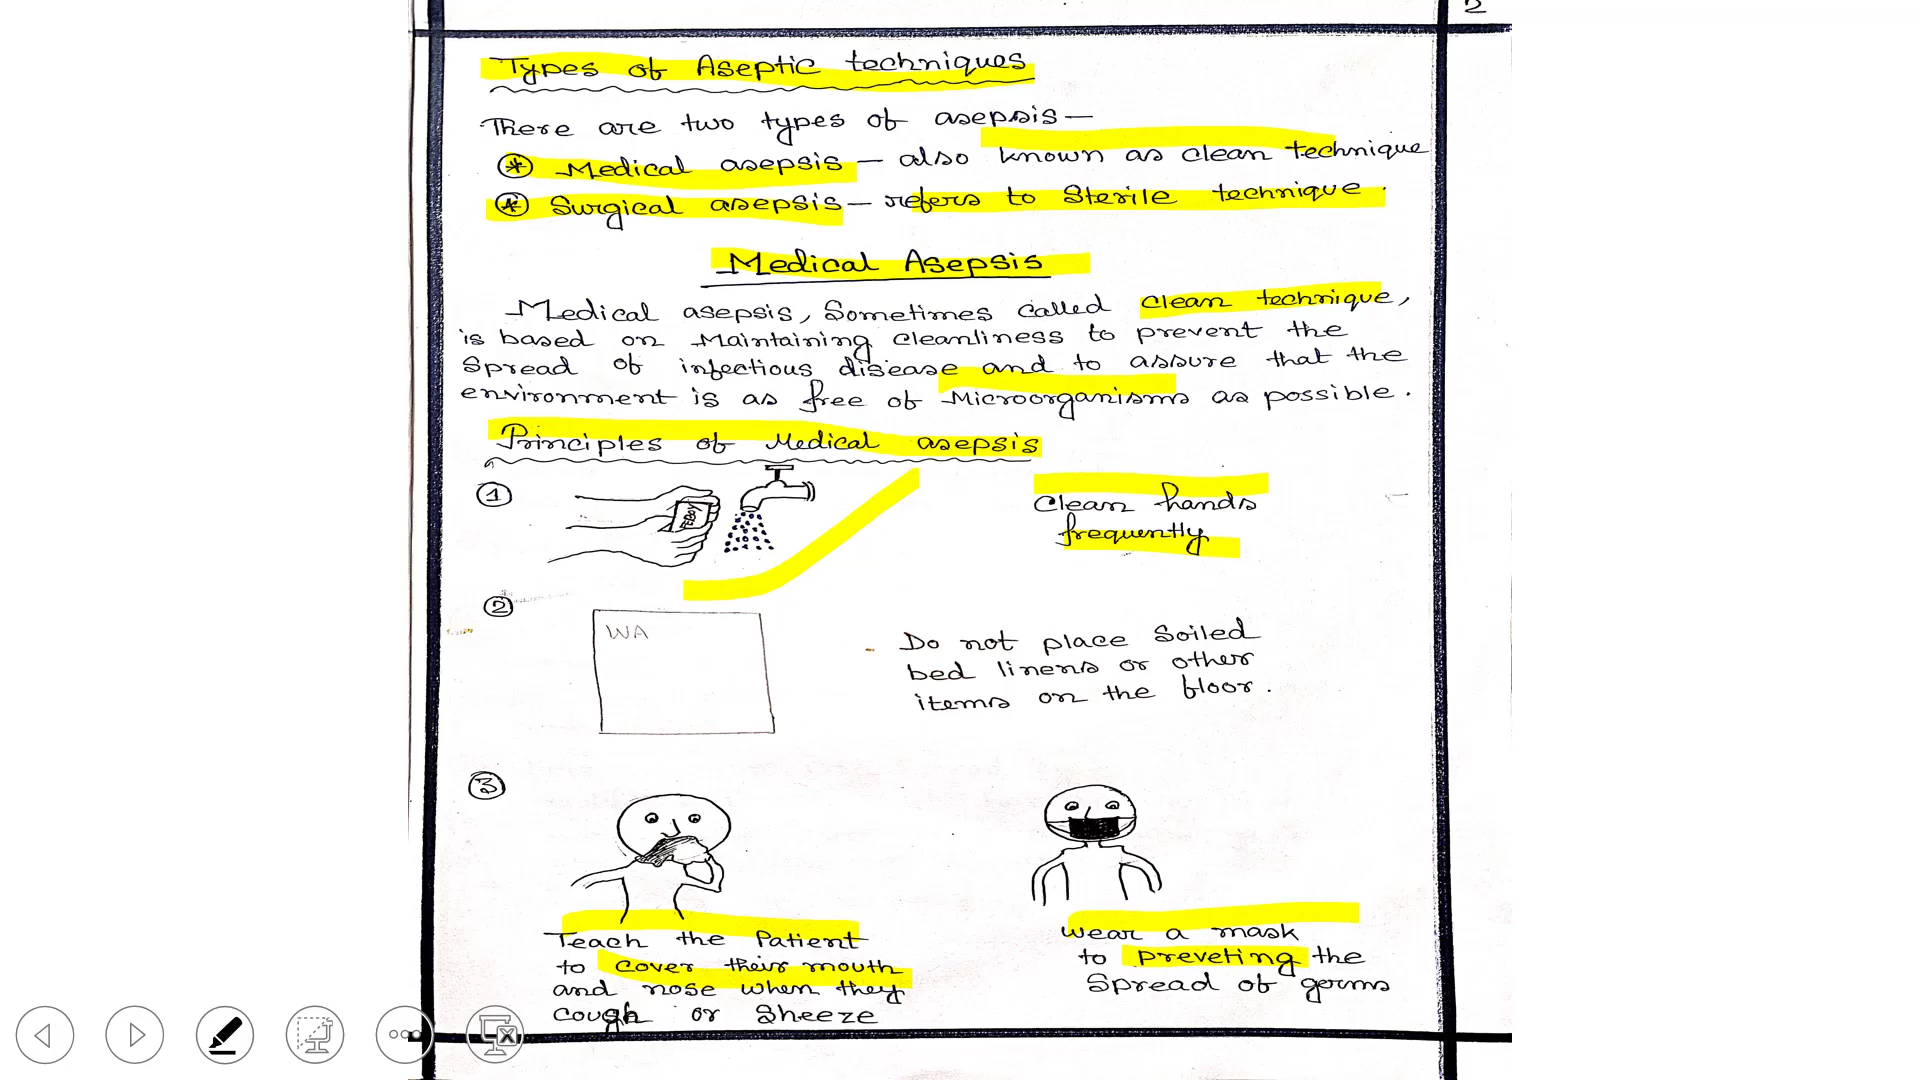 2
Types of Aseptic techniques
There are two types of asepsis—
* Medical asepsis — also known as clean technique
* Surgical asepsis — refers to Sterile technique.
Medical Asepsis
Medical asepsis, Sometimes called clean technique,
is based on Maintaining cleanliness to prevent the
Spread of infectious disease and to assure that the
environment is as free of Microorganisms as possible.
Principles of Medical asepsis
1
Clean hands
frequently
2
WA
- Do not place Soiled
bed linens or other
items on the floor.
3
Teach the Patient
to cover their mouth
and nose when they
cough or Sheeze
wear a mask
to preveting the
Spread of germs